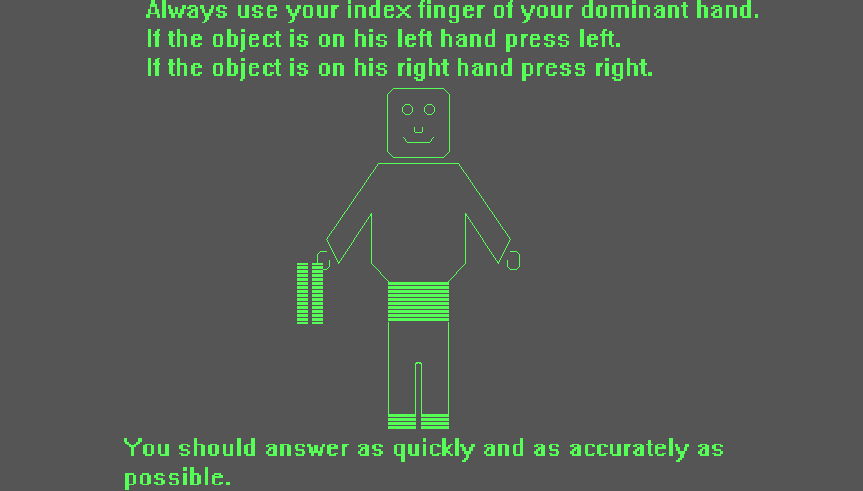 Always use your index finger of your dominant hand.
If the object is on his left hand press left.
If the object is on his right hand press right.
You should answer as quickly and as accurately as
possible.